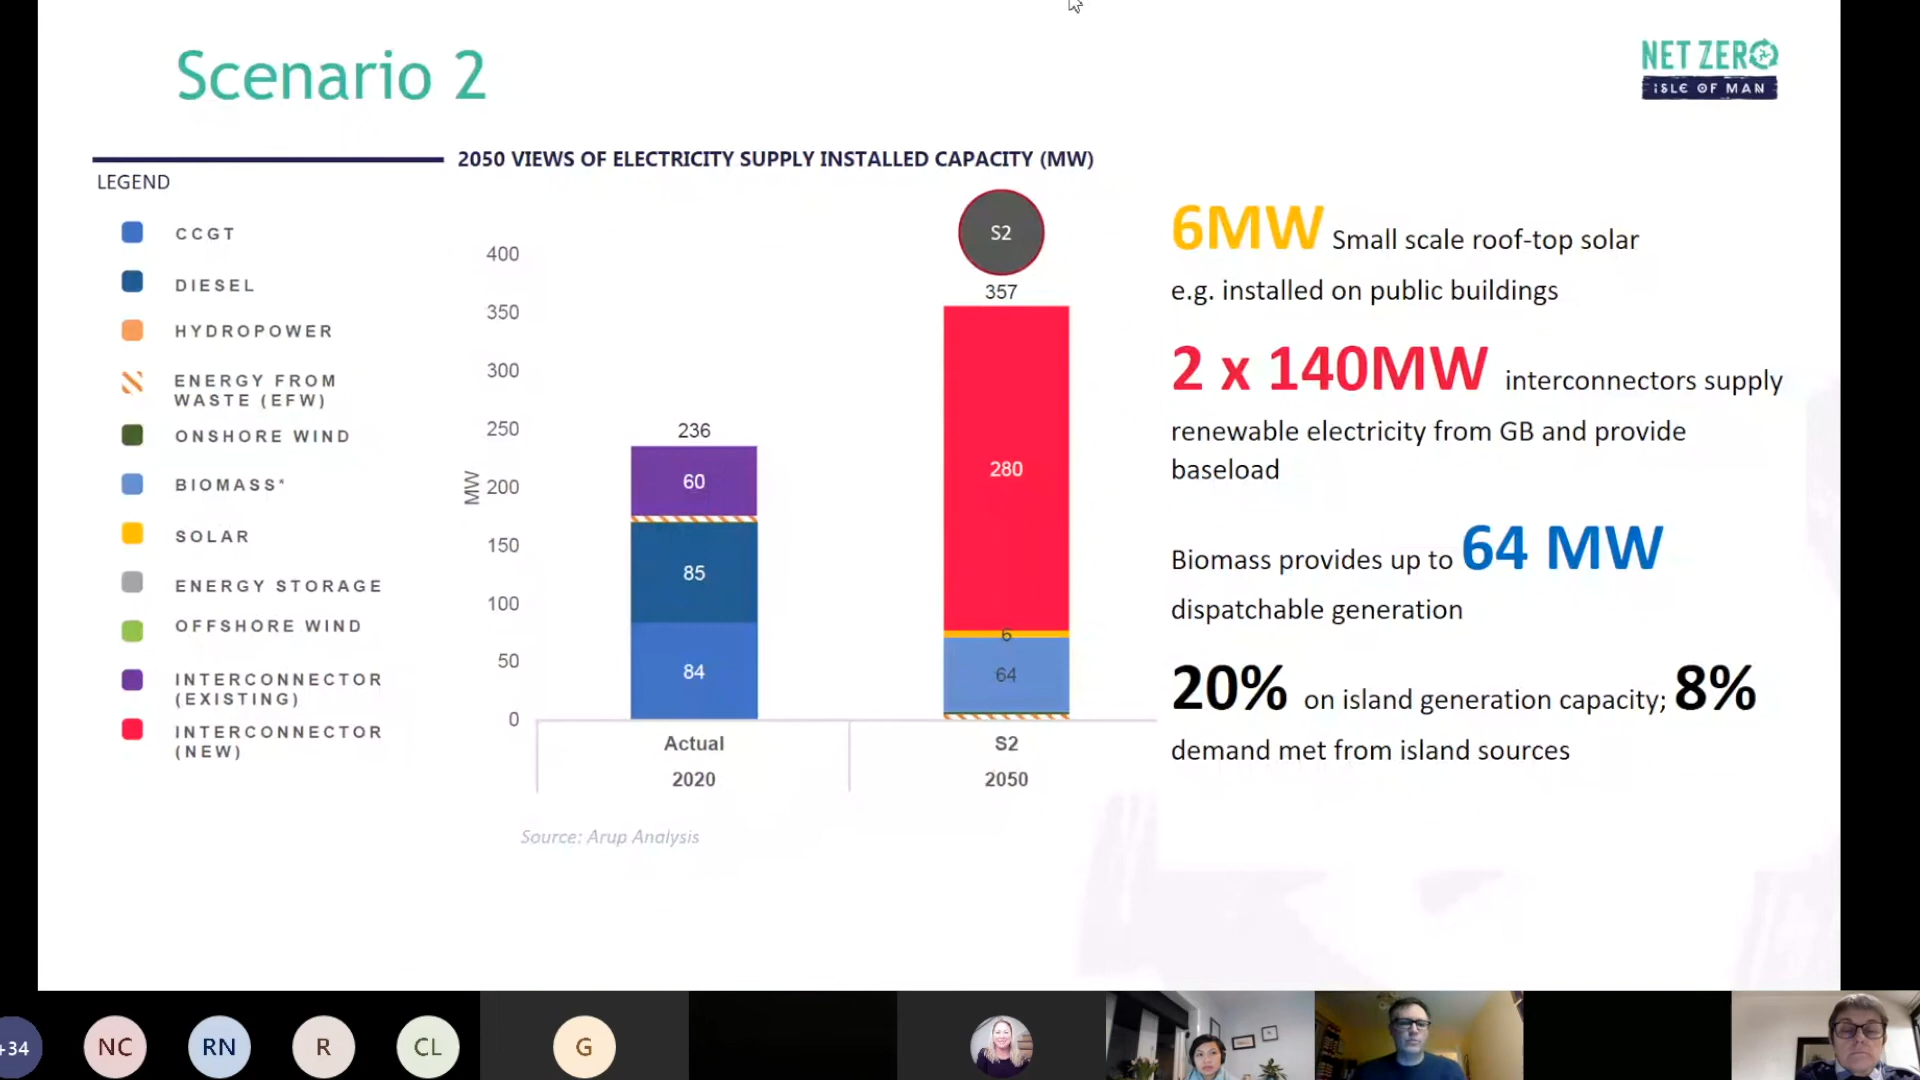 Scenario 2
NET ZERO
ISLE OF MAN
2050 VIEWS OF ELECTRICITY SUPPLY INSTALLED CAPACITY (MW)
LEGEND
CCGT
DIESEL
HYDROPOWER
ENERGY FROM
WASTE (EFW)
ONSHORE WIND
BIOMASS*
SOLAR
ENERGY STORAGE
OFFSHORE WIND
INTERCONNECTOR
(EXISTING)
INTERCONNECTOR
(NEW)
MW
400
350
300
250
200
150
100
50
0
236
60
85
84
Actual
2020
S2
357
280
6
64
S2
2050
Source: Arup Analysis
6MW Small scale roof-top solar
e.g. installed on public buildings
2 x 140MW interconnectors supply
renewable electricity from GB and provide
baseload
Biomass provides up to 64 MW
dispatchable generation
20% on island generation capacity; 8%
demand met from island sources
+34
NC
RN
R
CL
G